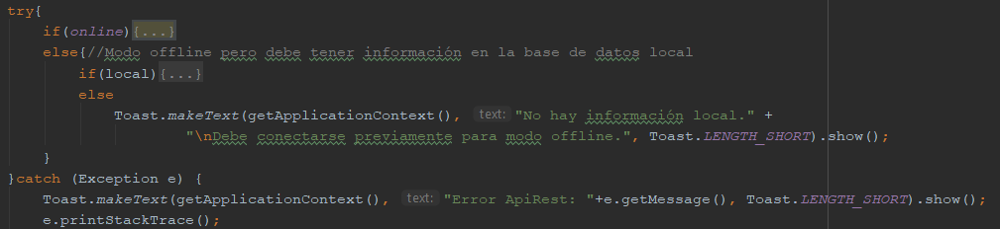 try{
if(online){...}
else{//Modo offline pero debe tener información en la base de datos local
if(local){...}
else
Toast.makeText(getApplicationContext(), text: "No hay información local." +
"\nDebe conectarse previamente para modo offline.", Toast.LENGTH_SHORT).show();
}
}catch (Exception e) {
Toast.makeText(getApplicationContext(), text: "Error ApiRest: "+e.getMessage(), Toast.LENGTH_SHORT).show();
e.printStackTrace();